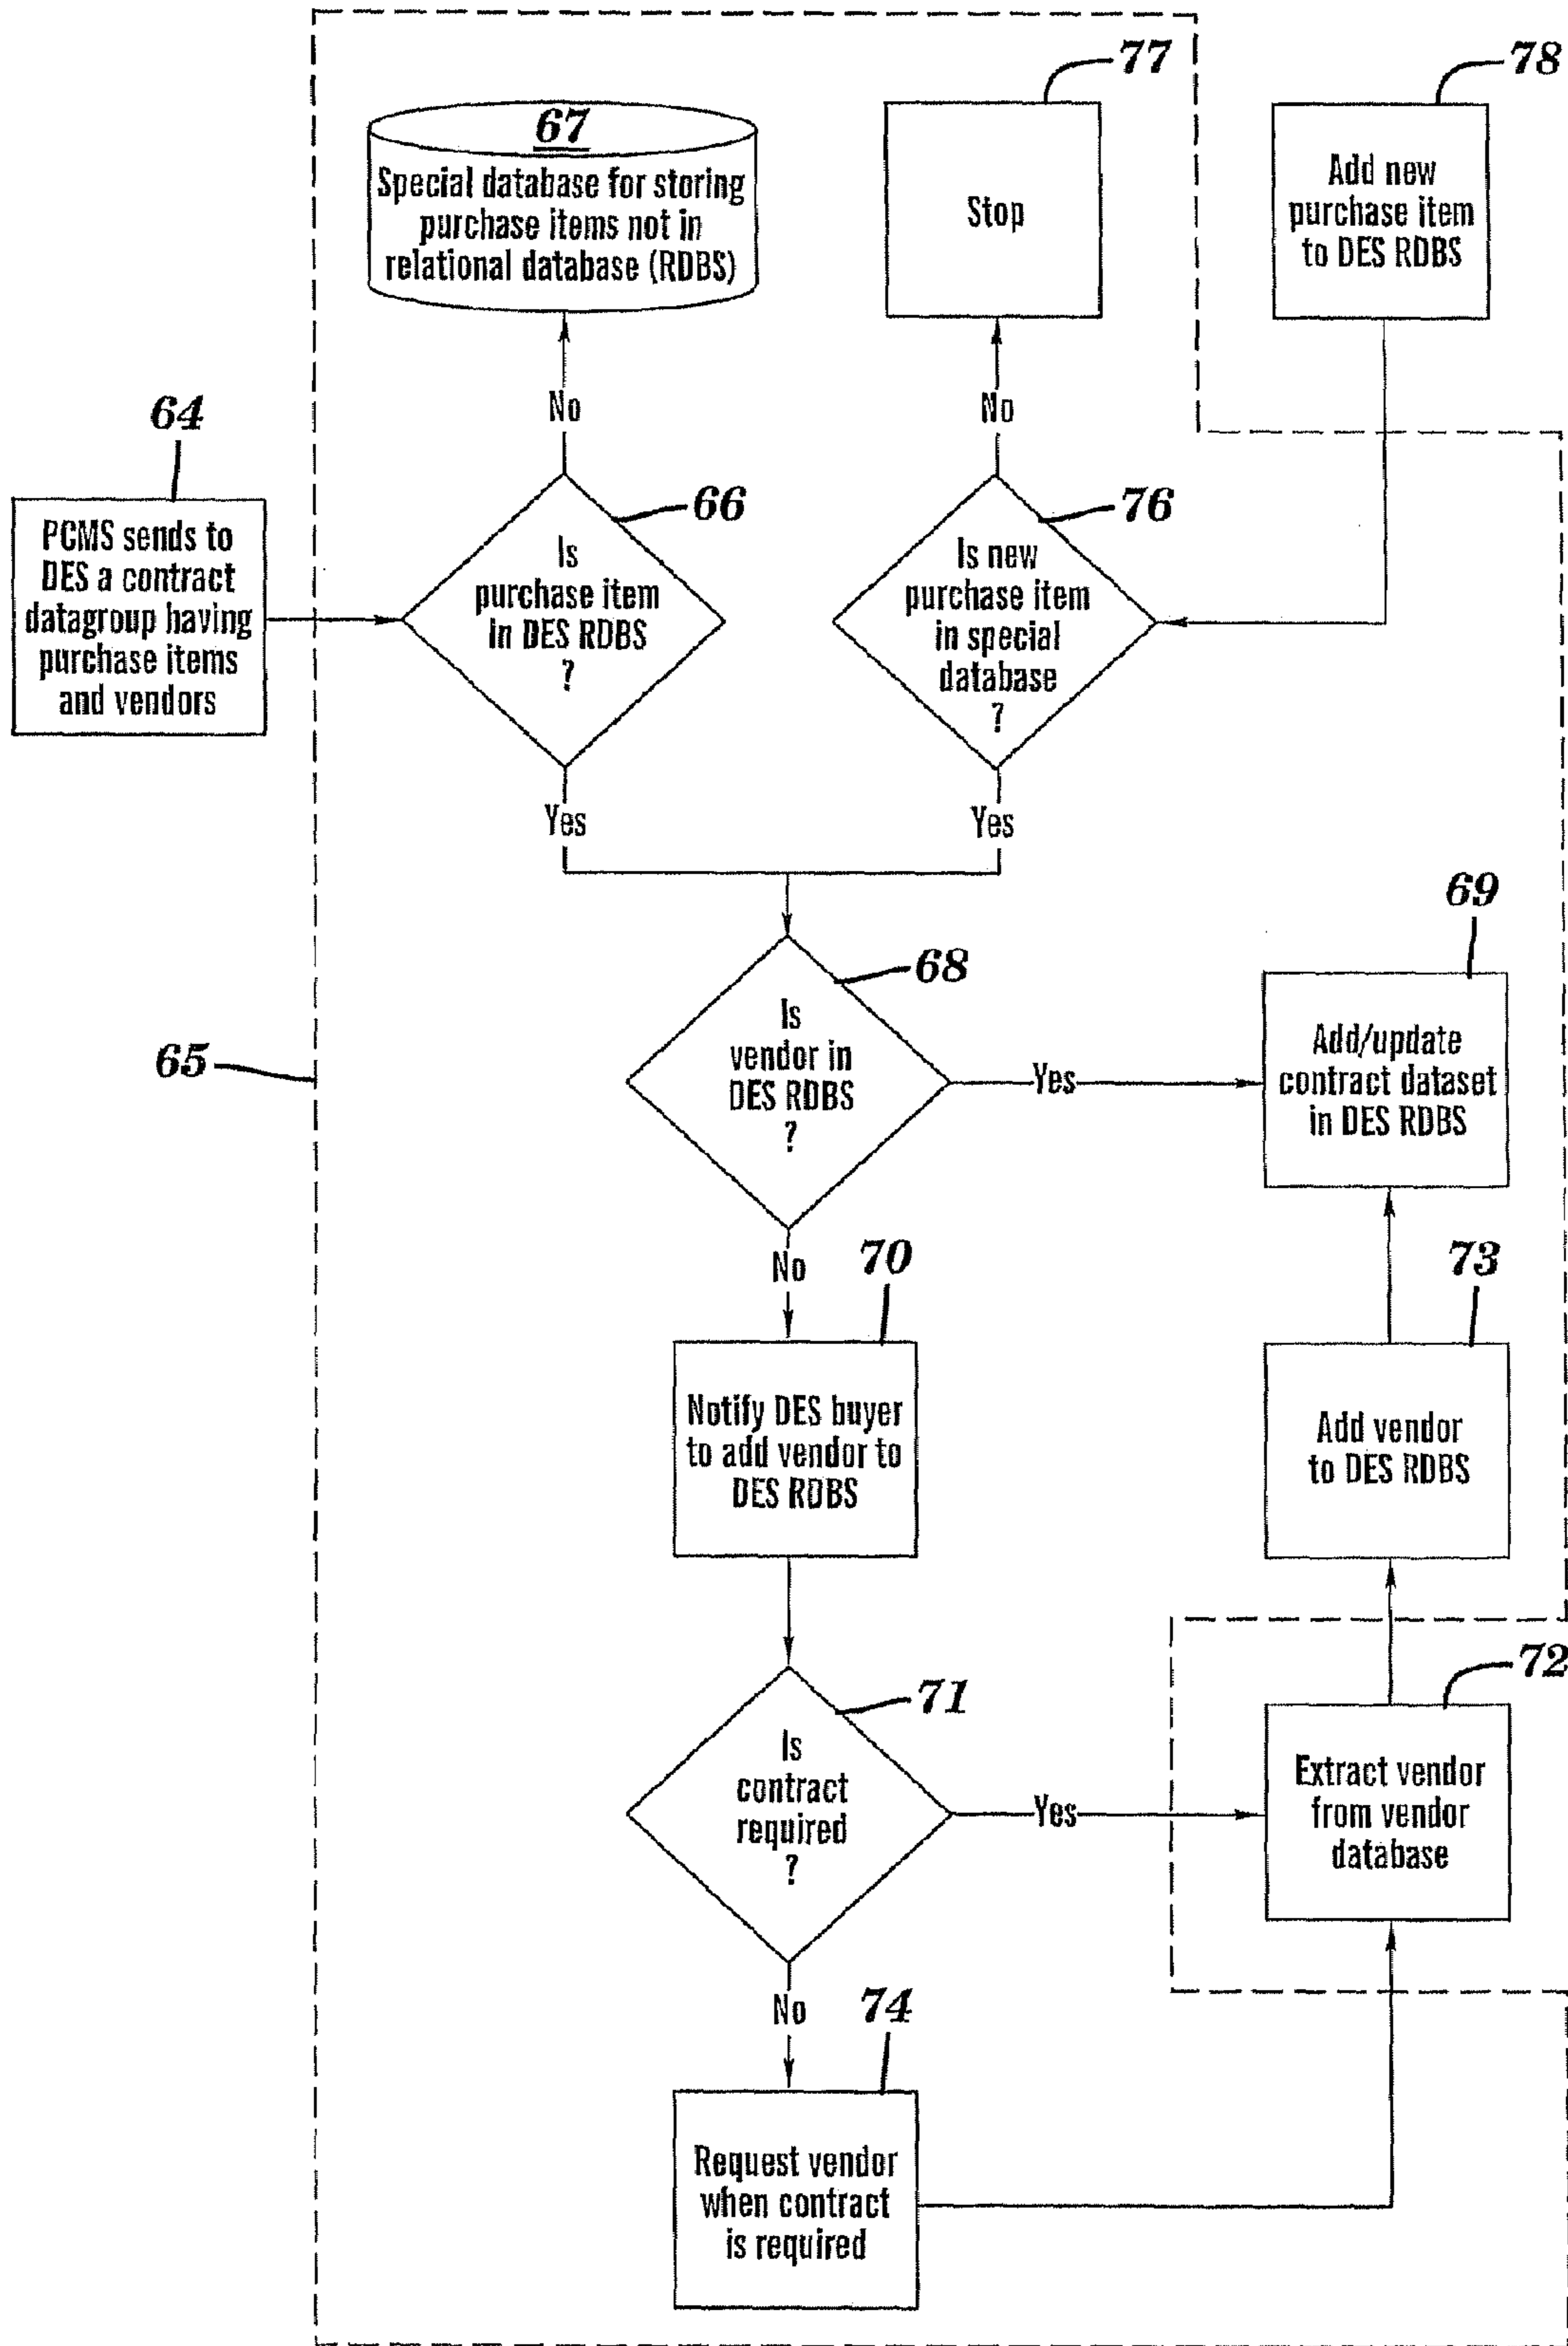 77
78
67
Special database for storing
purchase items not in
relational database (RDBS)
Stop
Add new
purchase item
to DES RDBS
No
No
64
PCMS sends to
DES a contract
datagroup having
purchase items
and vendors
66
Is
purchase item
in DES RDBS
?
76
Is new
purchase item
in special
database
?
Yes
Yes
65
68
Is
vendor in
DES RDBS
?
Yes
69
Add/update
contract dataset
in DES RDBS
No
70
Notify DES buyer
to add vendor to
DES RDBS
73
Add vendor
to DES RDBS
71
Is
contract
required
?
Yes
72
Extract vendor
from vendor
database
No
74
Request vendor
when contract
is required